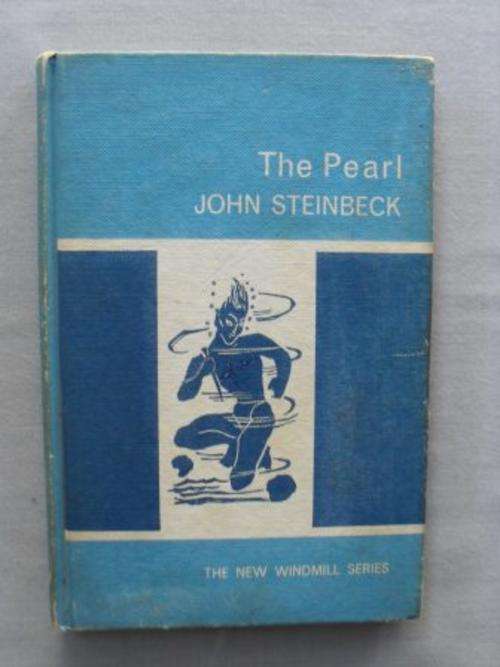 The Pearl
JOHN STEINBECK
THE NEW WINDMILL SERIES